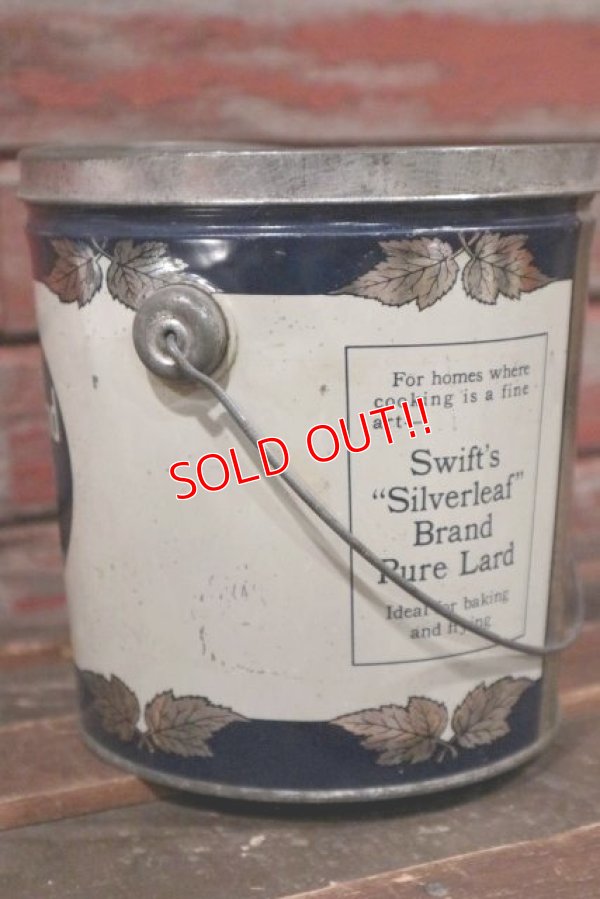 For homes where
cooking is a fine
art—
Swift's
"Silverleaf"
Brand
Pure Lard
Ideal for baking
and frying
SOLD OUT!!